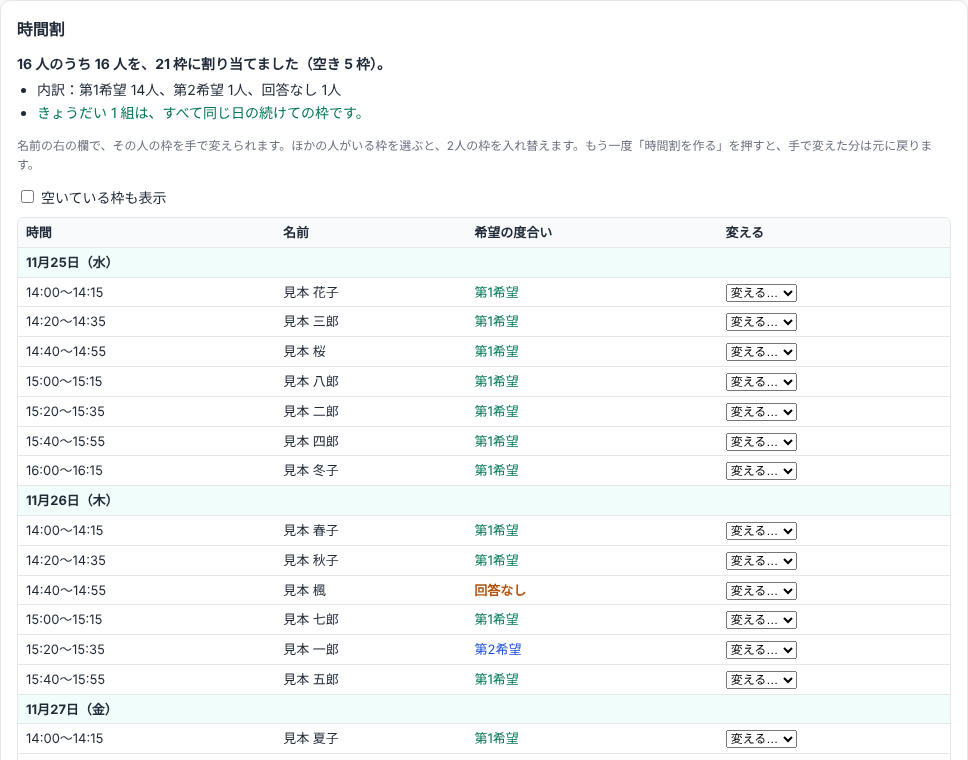 時間割
16 人のうち 16 人を、21 枠に割り当てました（空き 5 枠）。
内訳：第1希望 14人、第2希望 1人、回答なし 1人
きょうだい 1 組は、すべて同じ日の続けての枠です。
名前の右の欄で、その人の枠を手で変えられます。ほかの人がいる枠を選ぶと、2人の枠を入れ替えます。もう一度「時間割を作る」を押すと、手で変えた分は元に戻りま
す。
空いている枠も表示
時間 名前 希望の度合い 変える
11月25日（水）
14:00〜14:15 見本 花子 第1希望 変える…
14:20〜14:35 見本 三郎 第1希望 変える…
14:40〜14:55 見本 桜 第1希望 変える…
15:00〜15:15 見本 八郎 第1希望 変える…
15:20〜15:35 見本 二郎 第1希望 変える…
15:40〜15:55 見本 四郎 第1希望 変える…
16:00〜16:15 見本 冬子 第1希望 変える…
11月26日（木）
14:00〜14:15 見本 春子 第1希望 変える…
14:20〜14:35 見本 秋子 第1希望 変える…
14:40〜14:55 見本 楓 回答なし 変える…
15:00〜15:15 見本 七郎 第1希望 変える…
15:20〜15:35 見本 一郎 第2希望 変える…
15:40〜15:55 見本 五郎 第1希望 変える…
11月27日（金）
14:00〜14:15 見本 夏子 第1希望 変える…